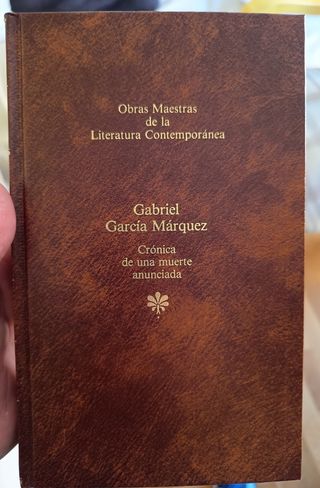 Obras Maestras
de la
Literatura Contemporánea
Gabriel
García Márquez
Crónica
de una muerte
anunciada